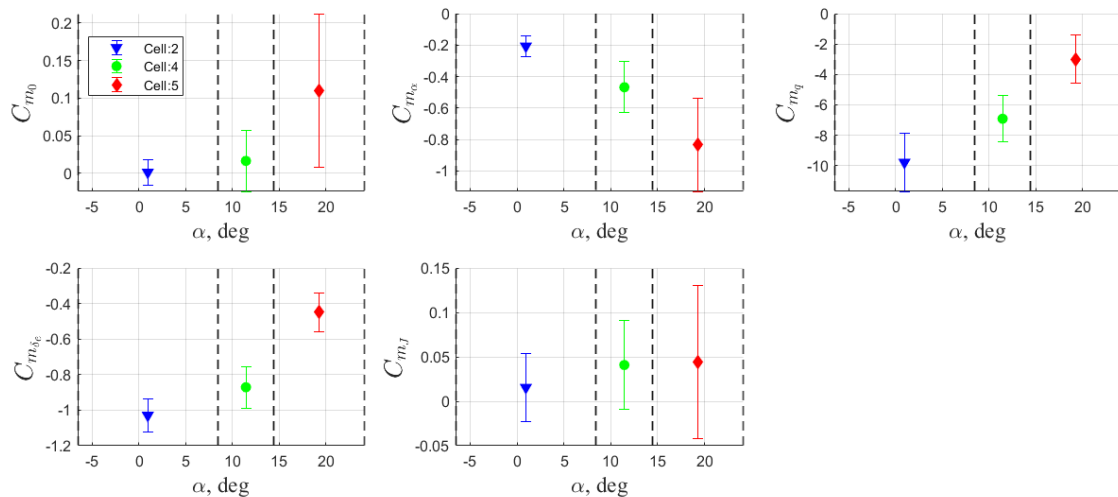 C_{m_0}
0.2
0.15
0.1
0.05
0
Cell:2
Cell:4
Cell:5
-5 0 5 10 15 20
α, deg
C_{m_α}
0
-0.2
-0.4
-0.6
-0.8
-1
-5 0 5 10 15 20
α, deg
C_{m_q}
0
-2
-4
-6
-8
-10
-5 0 5 10 15 20
α, deg
C_{m_{δ_e}}
-0.2
-0.4
-0.6
-0.8
-1
-1.2
-5 0 5 10 15 20
α, deg
C_{m_J}
0.15
0.1
0.05
0
-0.05
-5 0 5 10 15 20
α, deg